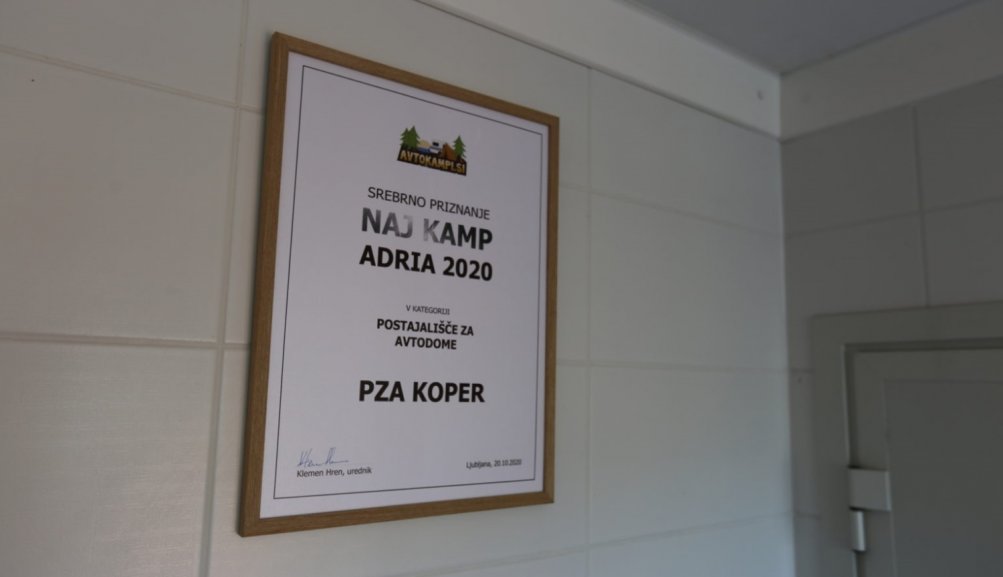 AVTOKAMPI.SI
SREBRNO PRIZNANJE
NAJ KAMP
ADRIA 2020
V KATEGORIJI
POSTAJALIŠČE ZA
AVTODOME
PZA KOPER
Klemen Hren, urednik
Ljubljana, 20.10.2020